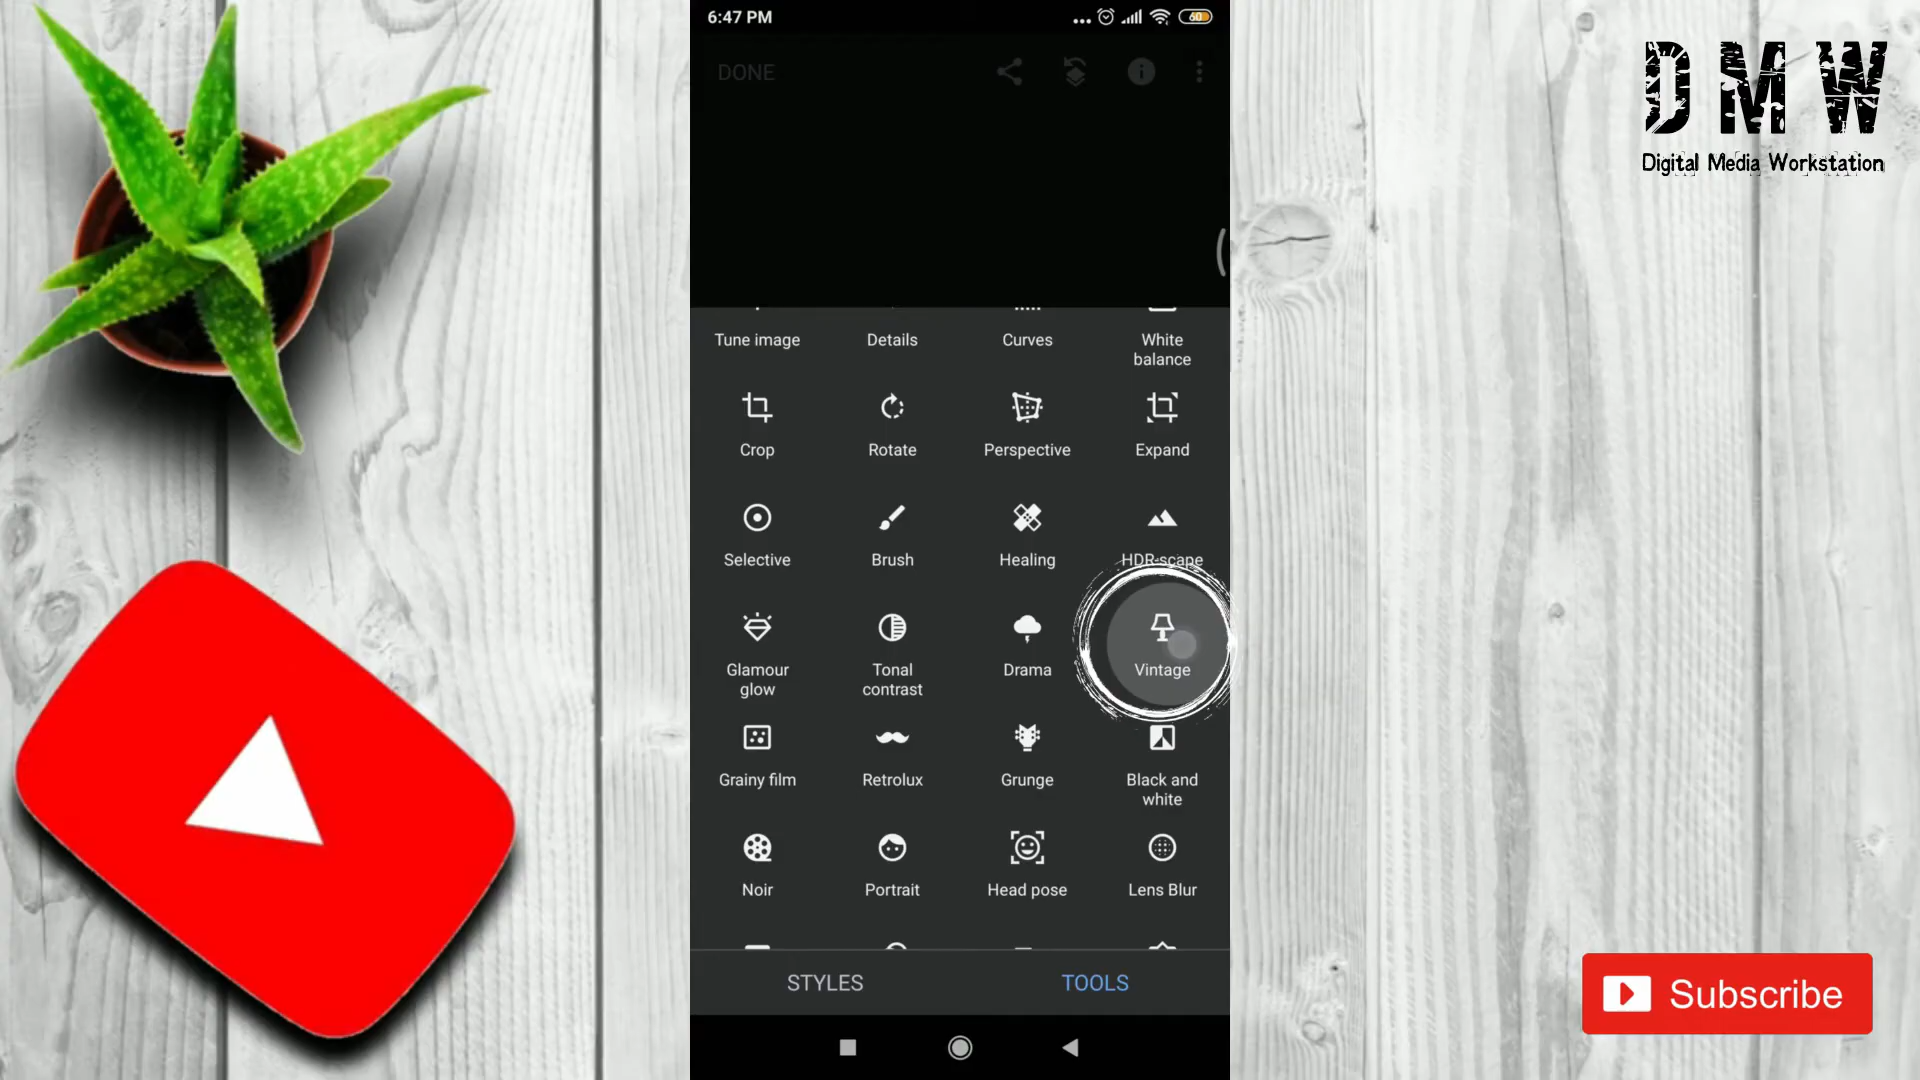 6:47 PM
60
DONE
Tune image
Details
Curves
White
balance
Crop
Rotate
Perspective
Expand
Selective
Brush
Healing
HDR-scape
Glamour
glow
Tonal
contrast
Drama
Vintage
Grainy film
Retrolux
Grunge
Black and
white
Noir
Portrait
Head pose
Lens Blur
STYLES
TOOLS
DMW
Digital Media Workstation
Subscribe